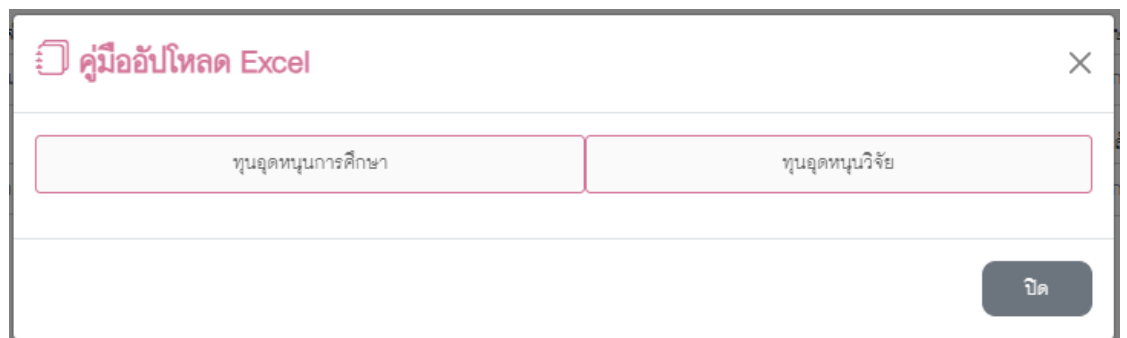 คู่มืออัปโหลด Excel
ทุนอุดหนุนการศึกษา
ทุนอุดหนุนวิจัย
ปิด